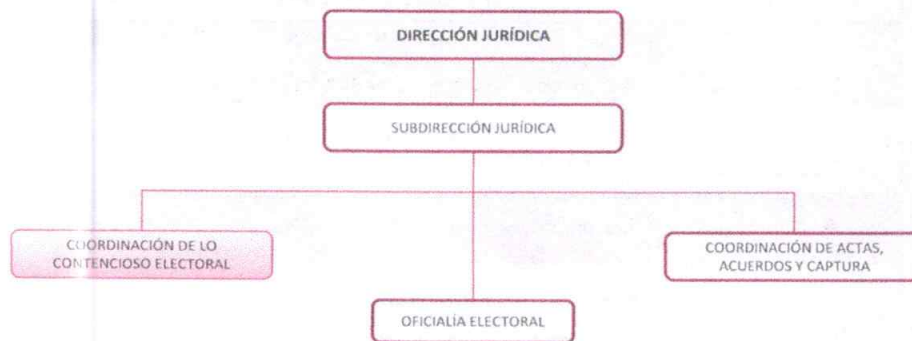 DIRECCIÓN JURÍDICA
SUBDIRECCIÓN JURÍDICA
COORDINACIÓN DE LO
CONTENCIOSO ELECTORAL
COORDINACIÓN DE ACTAS,
ACUERDOS Y CAPTURA
OFICIALÍA ELECTORAL